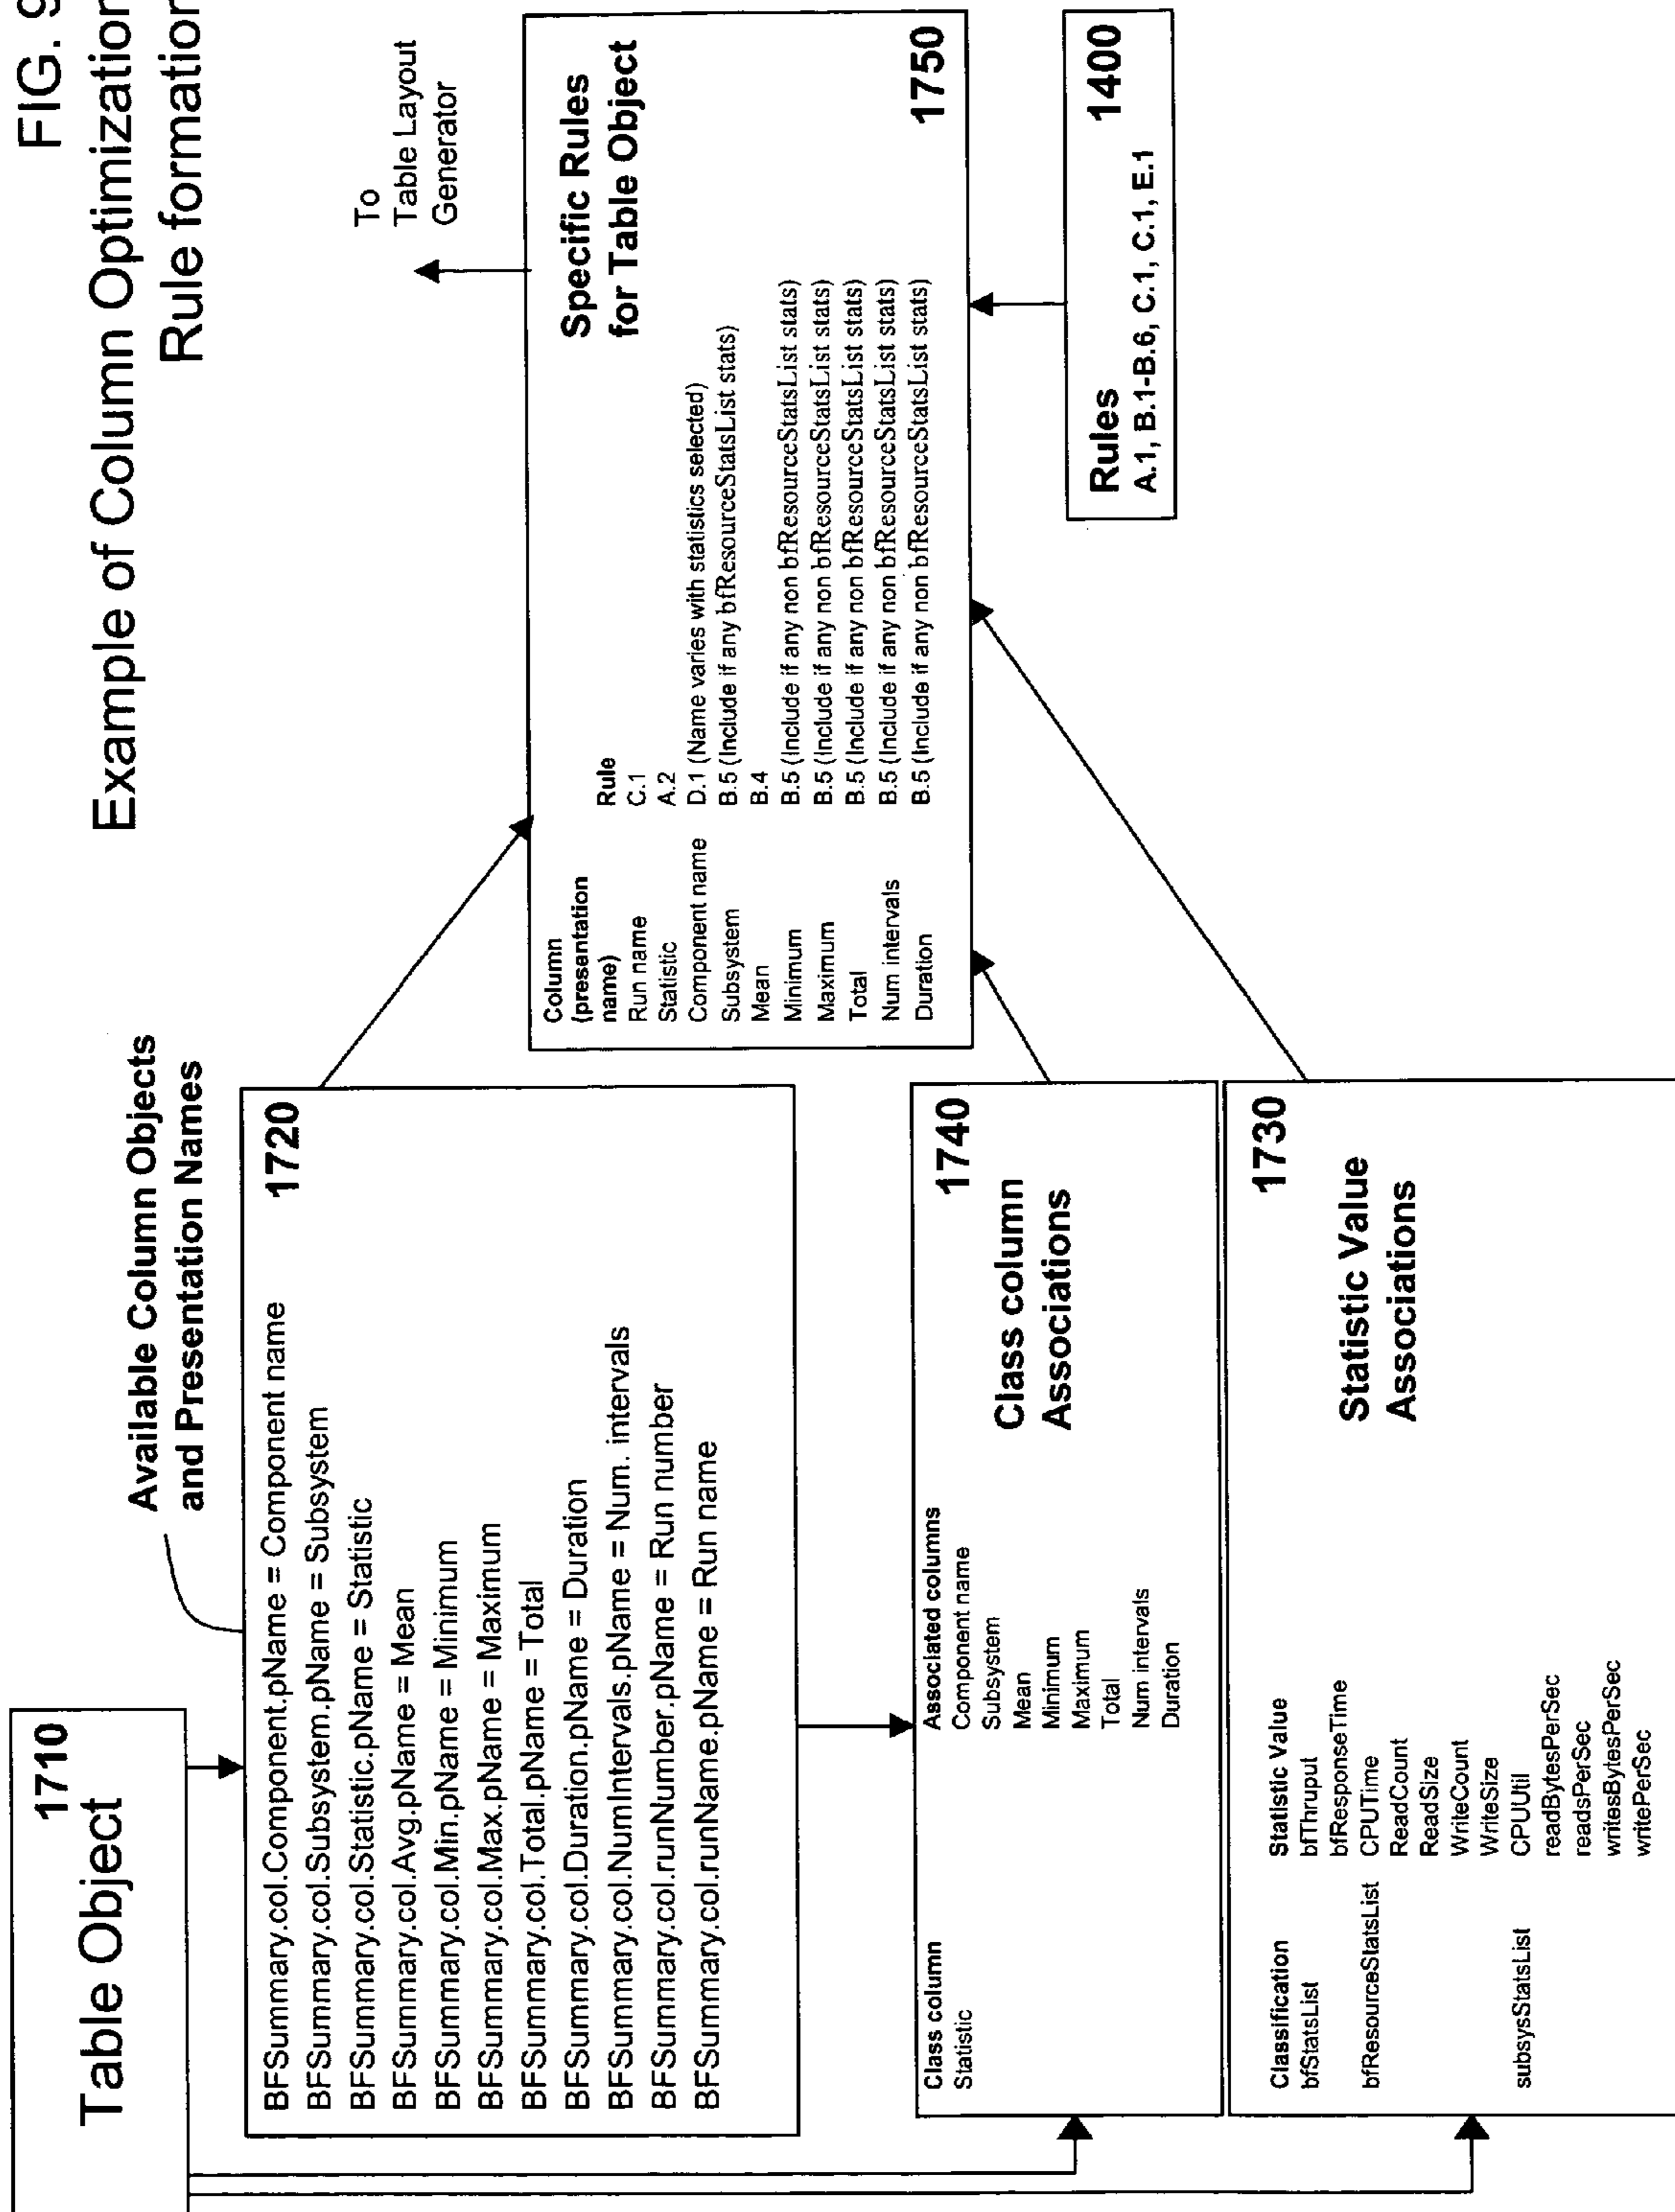 FIG. 9
Example of Column Optimization
Rule formation
1710
Table Object
Available Column Objects
and Presentation Names
1720
BFSummary.col.Component.pName = Component name
BFSummary.col.Subsystem.pName = Subsystem
BFSummary.col.Statistic.pName = Statistic
BFSummary.col.Avg.pName = Mean
BFSummary.col.Min.pName = Minimum
BFSummary.col.Max.pName = Maximum
BFSummary.col.Total.pName = Total
BFSummary.col.Duration.pName = Duration
BFSummary.col.NumIntervals.pName = Num. intervals
BFSummary.col.runNumber.pName = Run number
BFSummary.col.runName.pName = Run name
To
Table Layout
Generator
Specific Rules
for Table Object
Column
(presentation
name) Rule
Run name C.1
Statistic A.2
Component name D.1 (Name varies with statistics selected)
Subsystem B.5 (Include if any bfResourceStatsList stats)
Mean B.4
Minimum B.5 (Include if any non bfResourceStatsList stats)
Maximum B.5 (Include if any non bfResourceStatsList stats)
Total B.5 (Include if any non bfResourceStatsList stats)
Num intervals B.5 (Include if any non bfResourceStatsList stats)
Duration B.5 (Include if any non bfResourceStatsList stats)
1750
Class column Associated columns
Statistic Component name
Subsystem
Mean
Minimum
Maximum
Total
Num intervals
Duration
1740
Class column
Associations
Rules 1400
A.1, B.1-B.6, C.1, C.1, E.1
1730
Statistic Value
Associations
Classification Statistic Value
bfStatsList bfThruput
bfResponseTime
bfResourceStatsList CPUTime
ReadCount
ReadSize
WriteCount
WriteSize
subsysStatsList CPUUtil
readBytesPerSec
readsPerSec
writesBytesPerSec
writePerSec